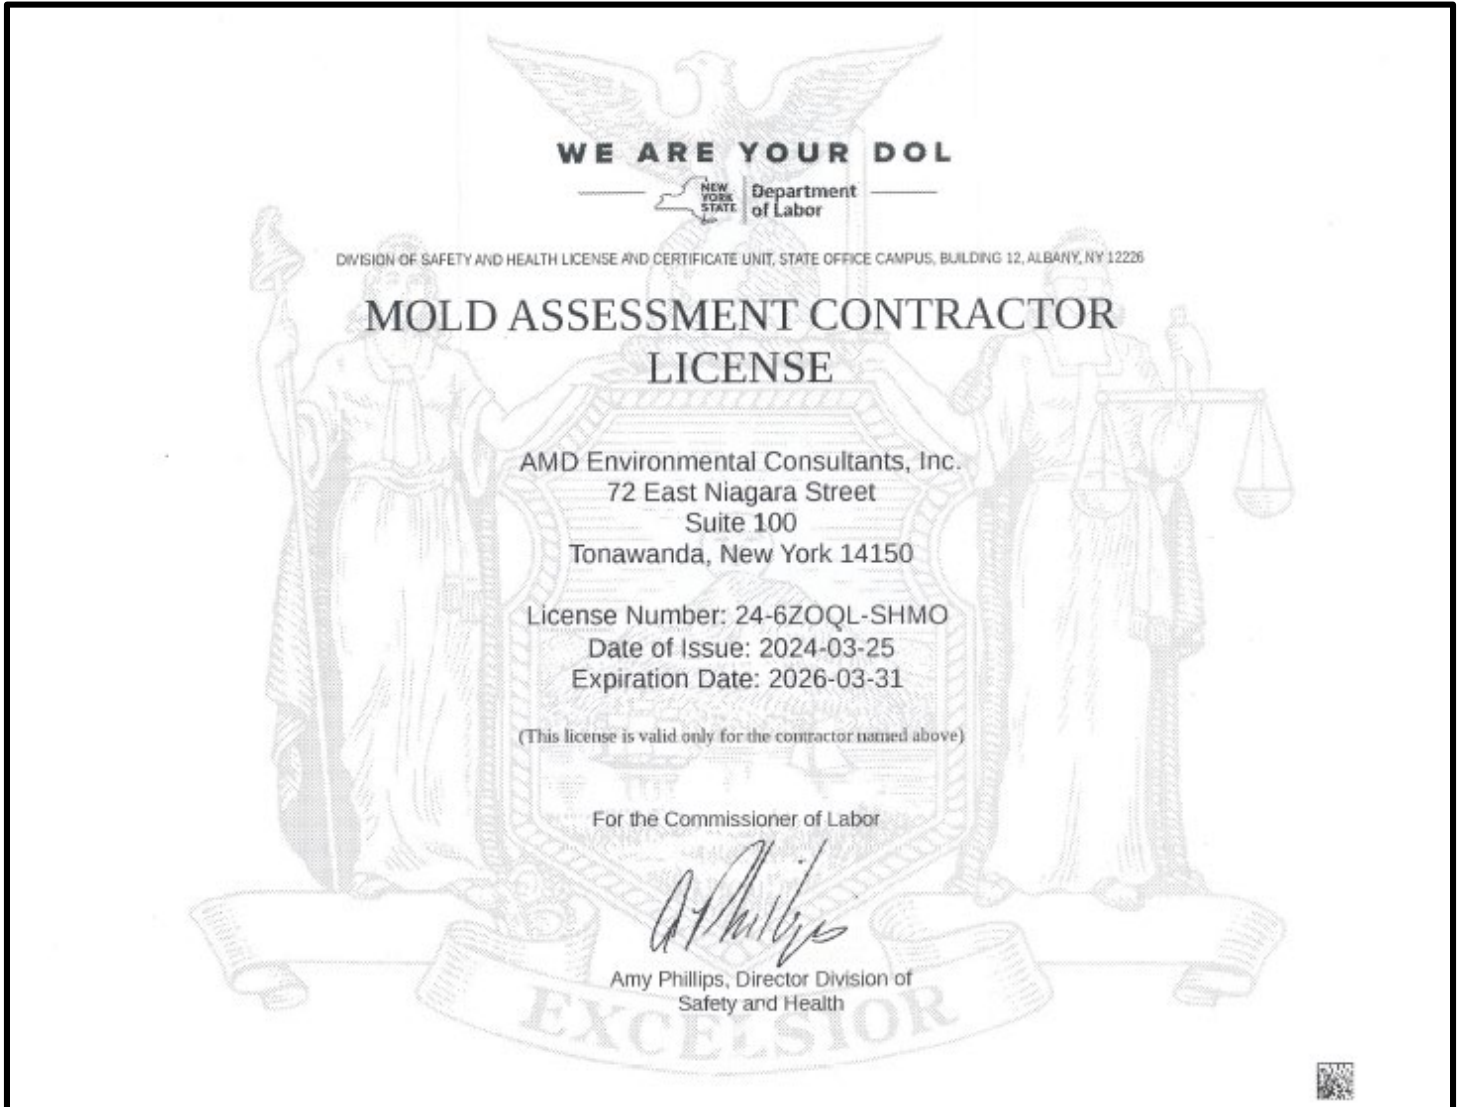 WE ARE YOUR DOL
NEW
YORK
STATE
Department
of Labor
DIVISION OF SAFETY AND HEALTH LICENSE AND CERTIFICATE UNIT, STATE OFFICE CAMPUS, BUILDING 12, ALBANY, NY 12226
MOLD ASSESSMENT CONTRACTOR
LICENSE
AMD Environmental Consultants, Inc.
72 East Niagara Street
Suite 100
Tonawanda, New York 14150
License Number: 24-6ZOQL-SHMO
Date of Issue: 2024-03-25
Expiration Date: 2026-03-31
(This license is valid only for the contractor named above)
For the Commissioner of Labor
A Phillips
Amy Phillips, Director Division of
Safety and Health
EXCELSIOR